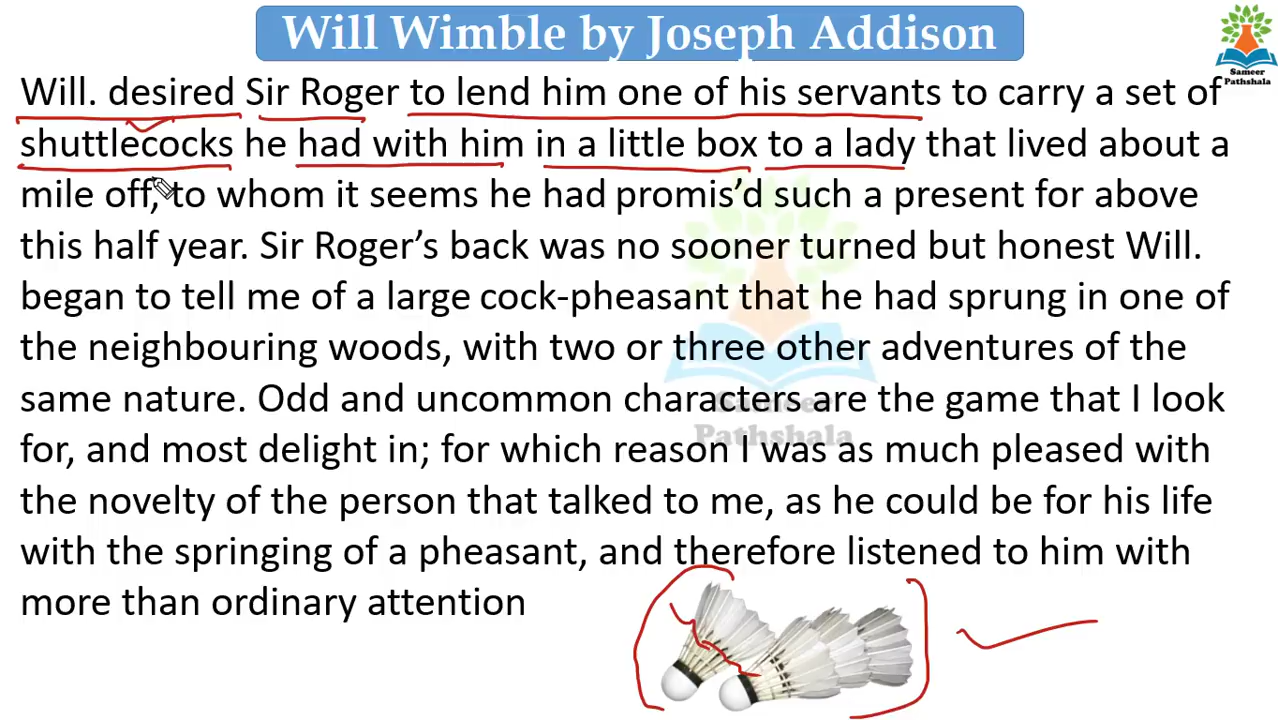 Will Wimble by Joseph Addison
Sameer
Pathshala
Will. desired Sir Roger to lend him one of his servants to carry a set of
shuttlecocks he had with him in a little box to a lady that lived about a
mile off, to whom it seems he had promis’d such a present for above
this half year. Sir Roger’s back was no sooner turned but honest Will.
began to tell me of a large cock-pheasant that he had sprung in one of
the neighbouring woods, with two or three other adventures of the
same nature. Odd and uncommon characters are the game that I look
for, and most delight in; for which reason I was as much pleased with
the novelty of the person that talked to me, as he could be for his life
with the springing of a pheasant, and therefore listened to him with
more than ordinary attention
Sameer
Pathshala